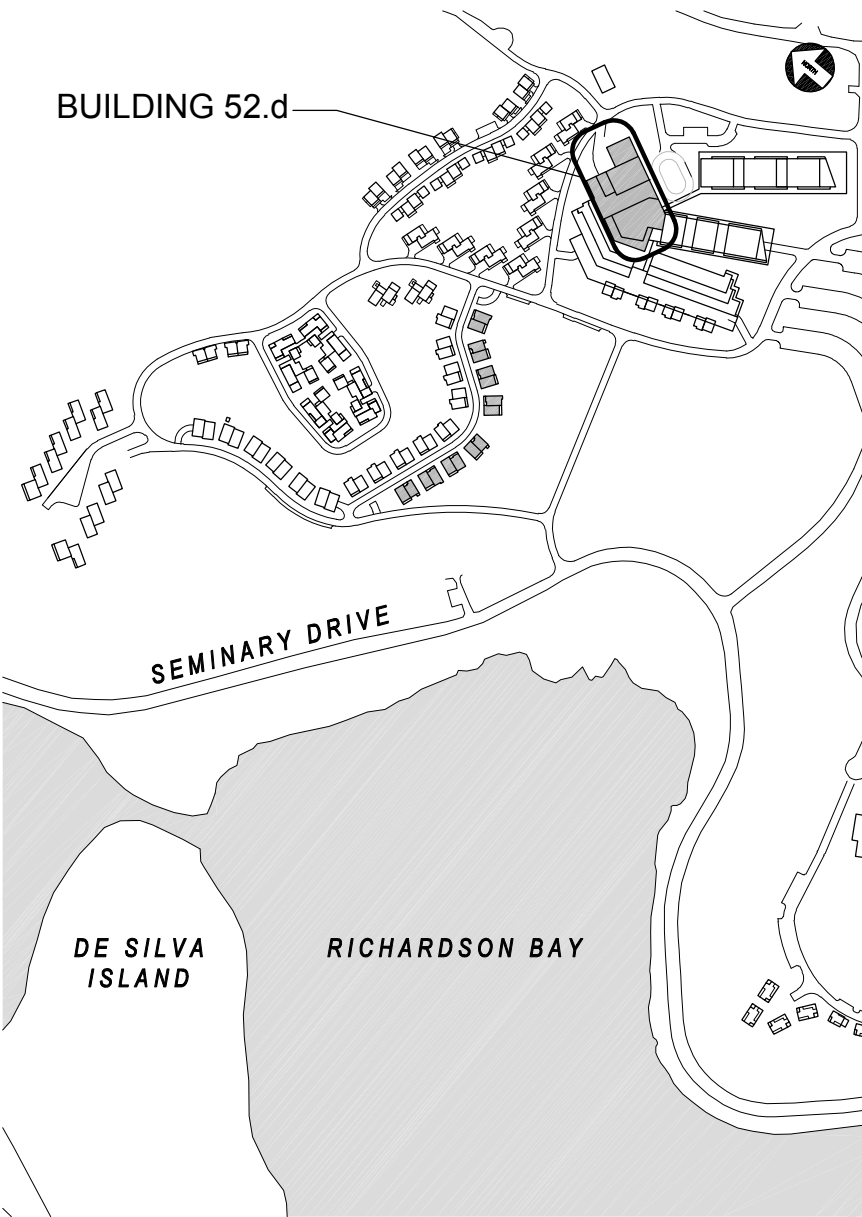 NORTH
BUILDING 52.d
SEMINARY DRIVE
DE SILVA
ISLAND
RICHARDSON BAY